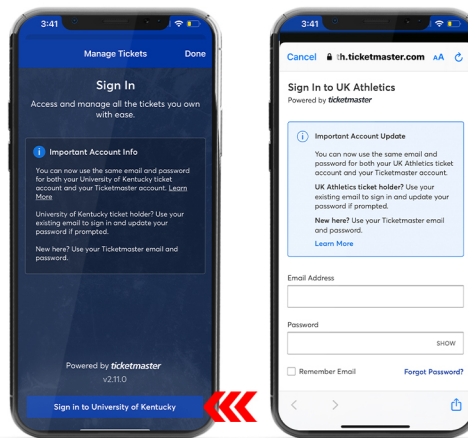 3:41
Manage Tickets Done
Sign In
Access and manage all the tickets you own
with ease.
Important Account Info
You can now use the same email and password
for both your University of Kentucky ticket
account and your Ticketmaster account. Learn
More
University of Kentucky ticket holder? Use your
existing email to sign in and update your
password if prompted.
New here? Use your Ticketmaster email and
password.
Powered by ticketmaster
v2.11.0
Sign in to University of Kentucky
3:41
Cancel th.ticketmaster.com AA
Sign In to UK Athletics
Powered by ticketmaster
Important Account Update
You can now use the same email and
password for both your UK Athletics ticket
account and your Ticketmaster account.
UK Athletics ticket holder? Use your
existing email to sign in and update your
password if prompted.
New here? Use your Ticketmaster email
and password.
Learn More
Email Address
Password
SHOW
Remember Email Forgot Password?